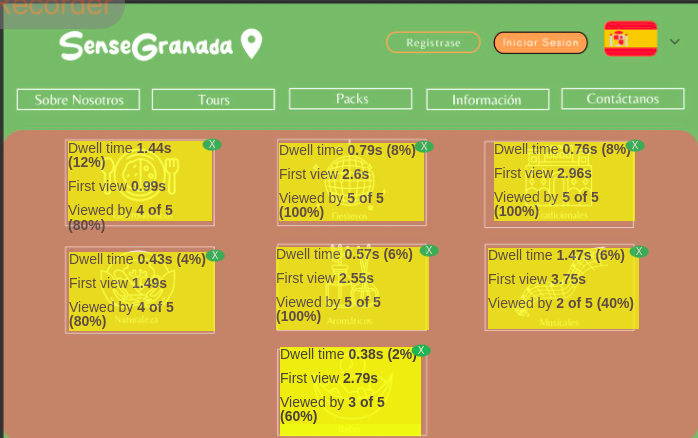 Recorder
SenseGranada
Registrase
Iniciar Sesion
Sobre Nosotros
Tours
Packs
Información
Contáctanos
Dwell time 1.44s
(12%)
X
First view 0.99s
Viewed by 4 of 5
(80%)
Dwell time 0.79s (8%)
X
First view 2.6s
Viewed by 5 of 5
(100%)
Dwell time 0.76s (8%)
X
First view 2.96s
Viewed by 5 of 5
(100%)
Dwell time 0.43s (4%)
X
First view 1.49s
Viewed by 4 of 5
(80%)
Naturaleza
Dwell time 0.57s (6%)
X
First view 2.55s
Viewed by 5 of 5
(100%)
Aromáticos
Dwell time 1.47s (6%)
X
First view 3.75s
Viewed by 2 of 5 (40%)
Musicales
Dwell time 0.38s (2%)
X
First view 2.79s
Viewed by 3 of 5
(60%)